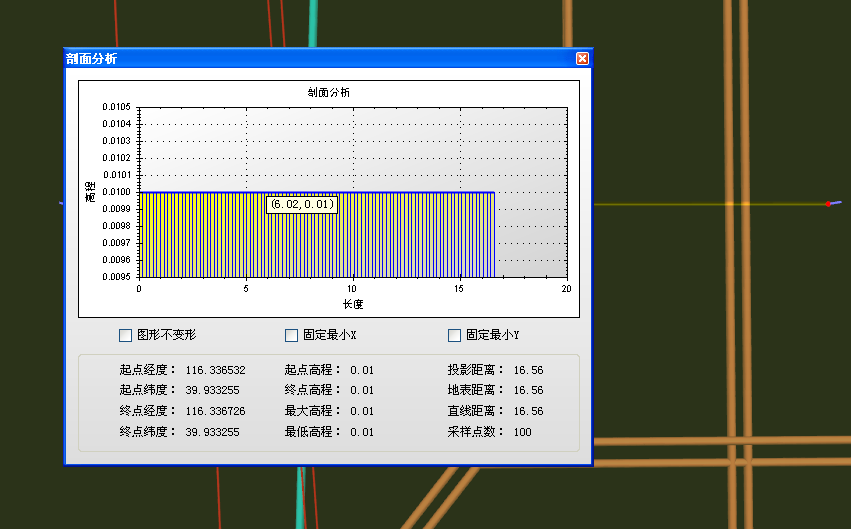 剖面分析
剖面分析
0.0105
0.0104
0.0103
0.0102
0.0101
0.0100
0.0099
0.0098
0.0097
0.0096
0.0095
高程
(6.02,0.01)
0 5 10 15 20
长度
图形不变形 固定最小X 固定最小Y
起点经度： 116.336532 起点高程： 0.01 投影距离： 16.56
起点纬度： 39.933255 终点高程： 0.01 地表距离： 16.56
终点经度： 116.336726 最大高程： 0.01 直线距离： 16.56
终点纬度： 39.933255 最低高程： 0.01 采样点数： 100